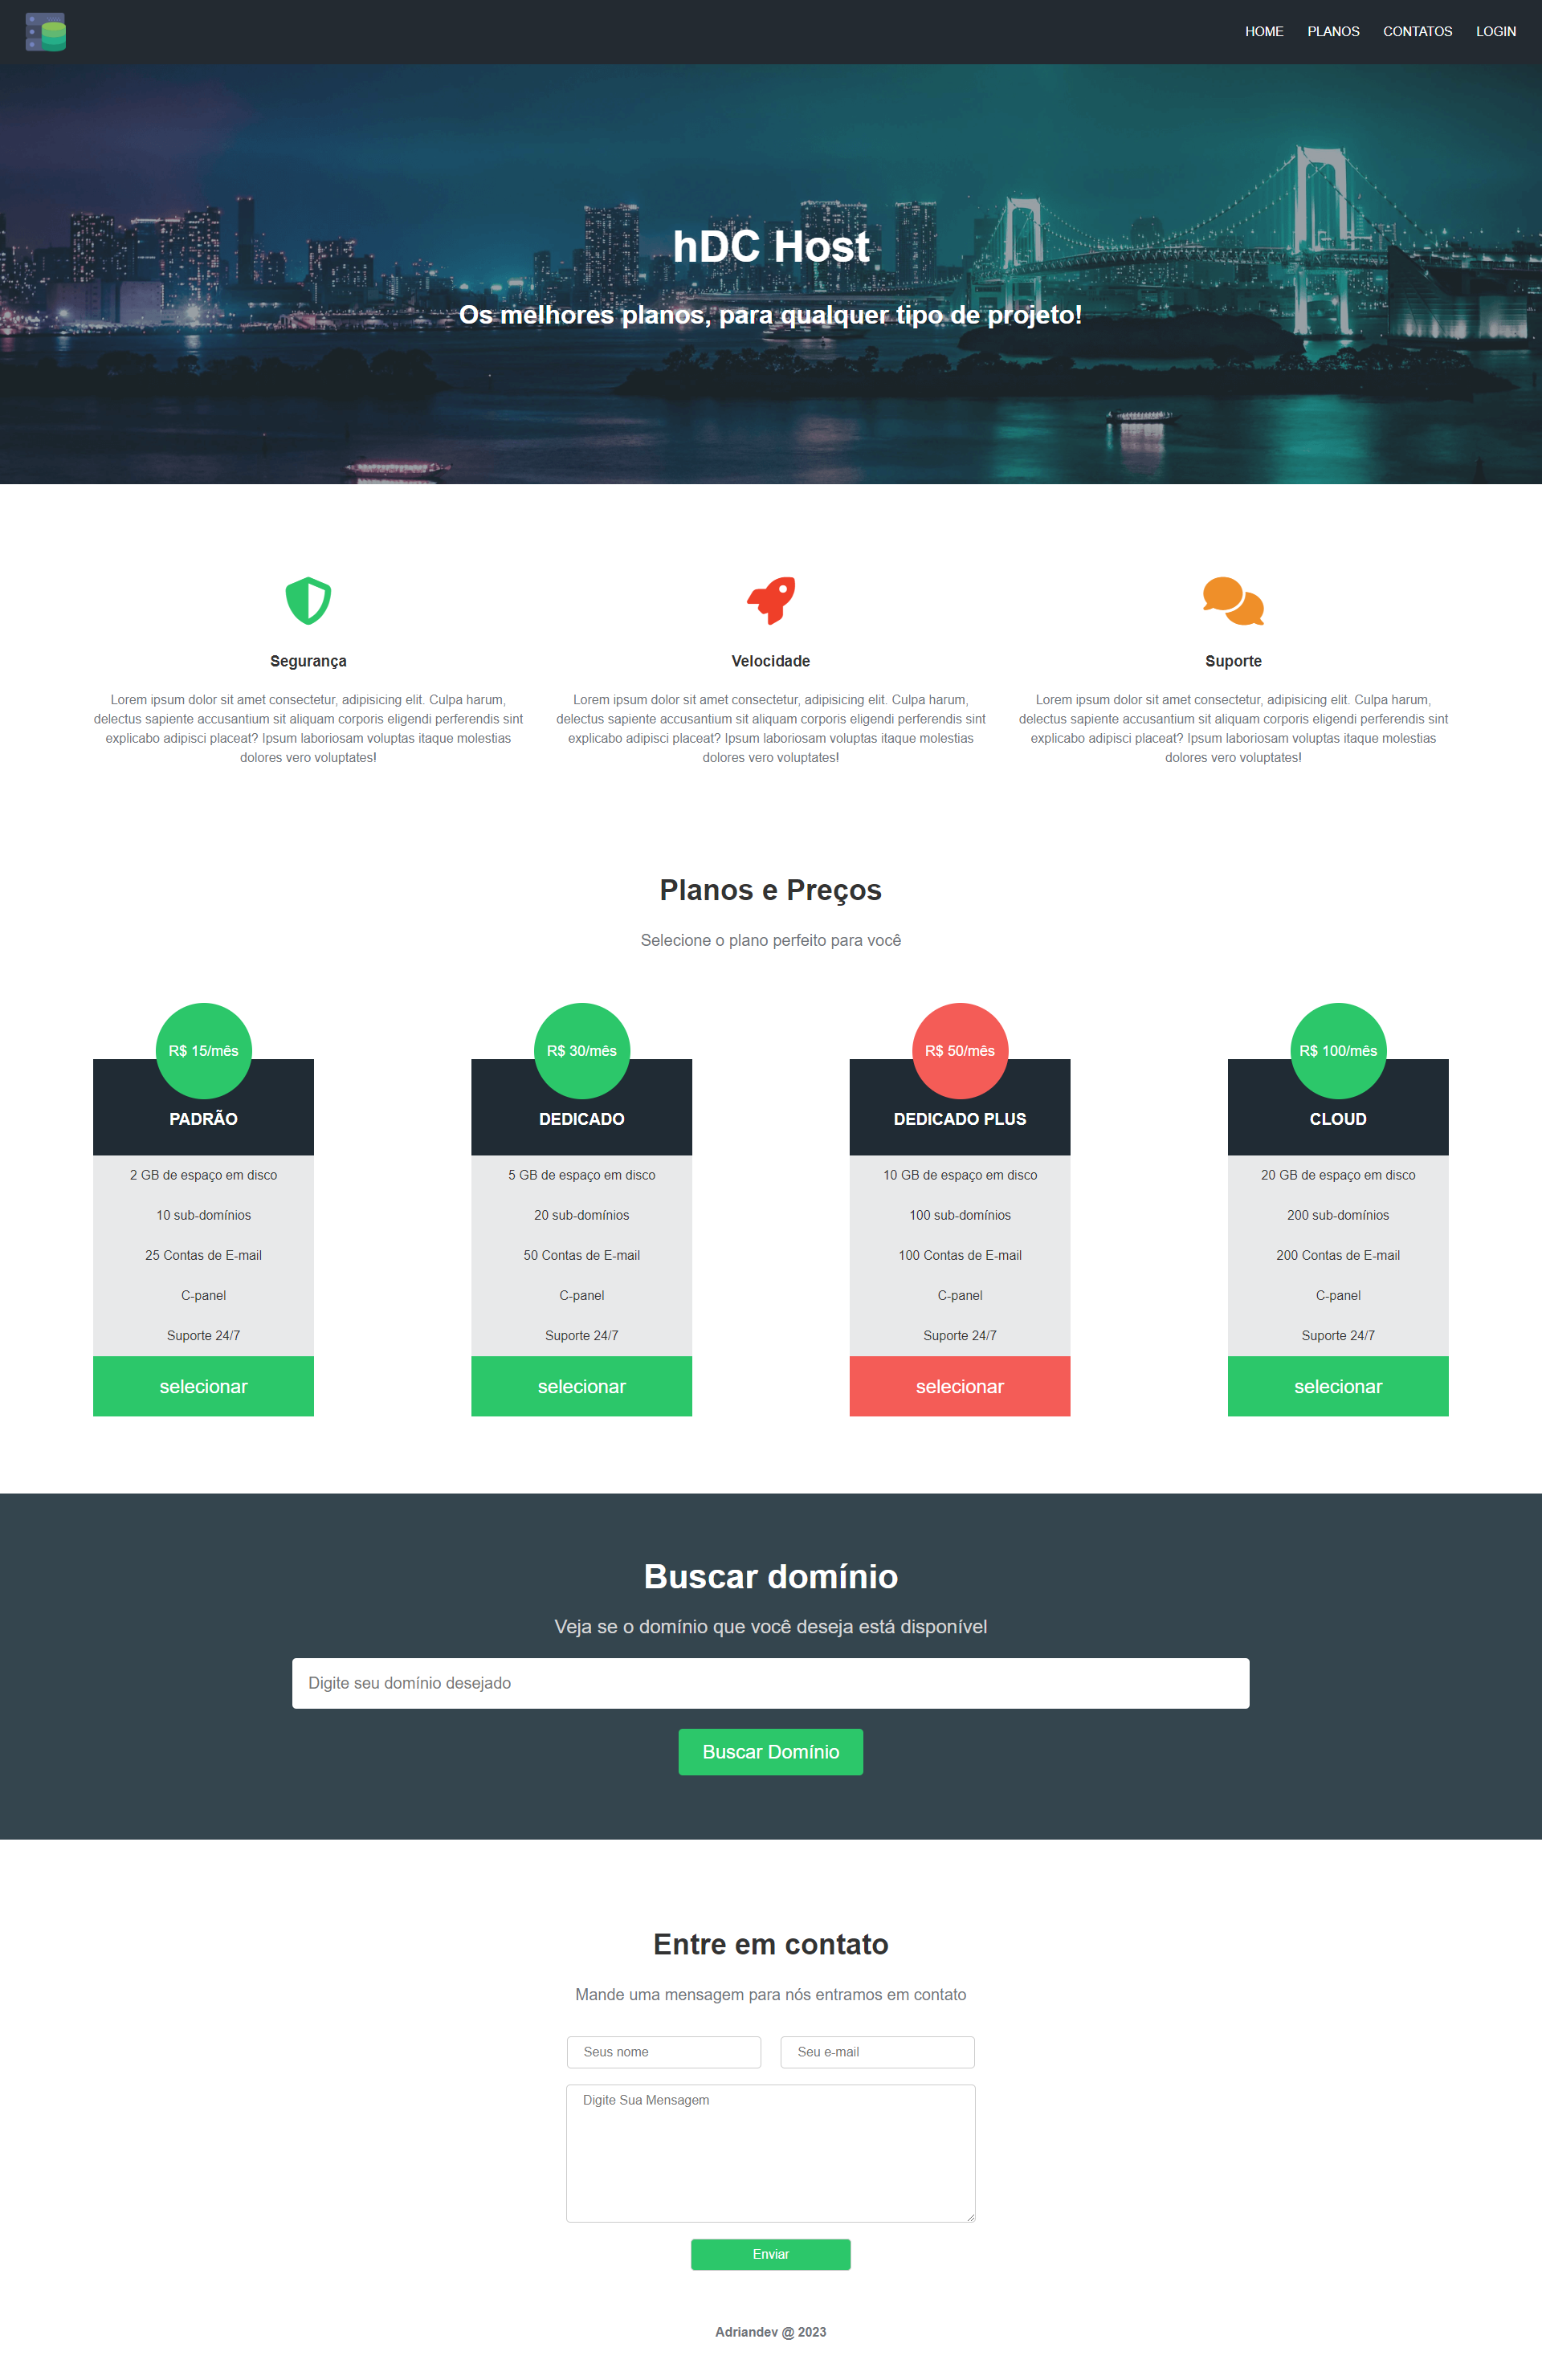 HOME PLANOS CONTATOS LOGIN
hDC Host
Os melhores planos, para qualquer tipo de projeto!
Segurança
Lorem ipsum dolor sit amet consectetur, adipisicing elit. Culpa harum,
delectus sapiente accusantium sit aliquam corporis eligendi perferendis sint
explicabo adipisci placeat? Ipsum laboriosam voluptas itaque molestias
dolores vero voluptates!
Velocidade
Lorem ipsum dolor sit amet consectetur, adipisicing elit. Culpa harum,
delectus sapiente accusantium sit aliquam corporis eligendi perferendis sint
explicabo adipisci placeat? Ipsum laboriosam voluptas itaque molestias
dolores vero voluptates!
Suporte
Lorem ipsum dolor sit amet consectetur, adipisicing elit. Culpa harum,
delectus sapiente accusantium sit aliquam corporis eligendi perferendis sint
explicabo adipisci placeat? Ipsum laboriosam voluptas itaque molestias
dolores vero voluptates!
Planos e Preços
Selecione o plano perfeito para você
R$ 15/mês
PADRÃO
2 GB de espaço em disco
10 sub-domínios
25 Contas de E-mail
C-panel
Suporte 24/7
selecionar
R$ 30/mês
DEDICADO
5 GB de espaço em disco
20 sub-domínios
50 Contas de E-mail
C-panel
Suporte 24/7
selecionar
R$ 50/mês
DEDICADO PLUS
10 GB de espaço em disco
100 sub-domínios
100 Contas de E-mail
C-panel
Suporte 24/7
selecionar
R$ 100/mês
CLOUD
20 GB de espaço em disco
200 sub-domínios
200 Contas de E-mail
C-panel
Suporte 24/7
selecionar
Buscar domínio
Veja se o domínio que você deseja está disponível
Digite seu domínio desejado
Buscar Domínio
Entre em contato
Mande uma mensagem para nós entramos em contato
Seus nome
Seu e-mail
Digite Sua Mensagem
Enviar
Adriandev @ 2023